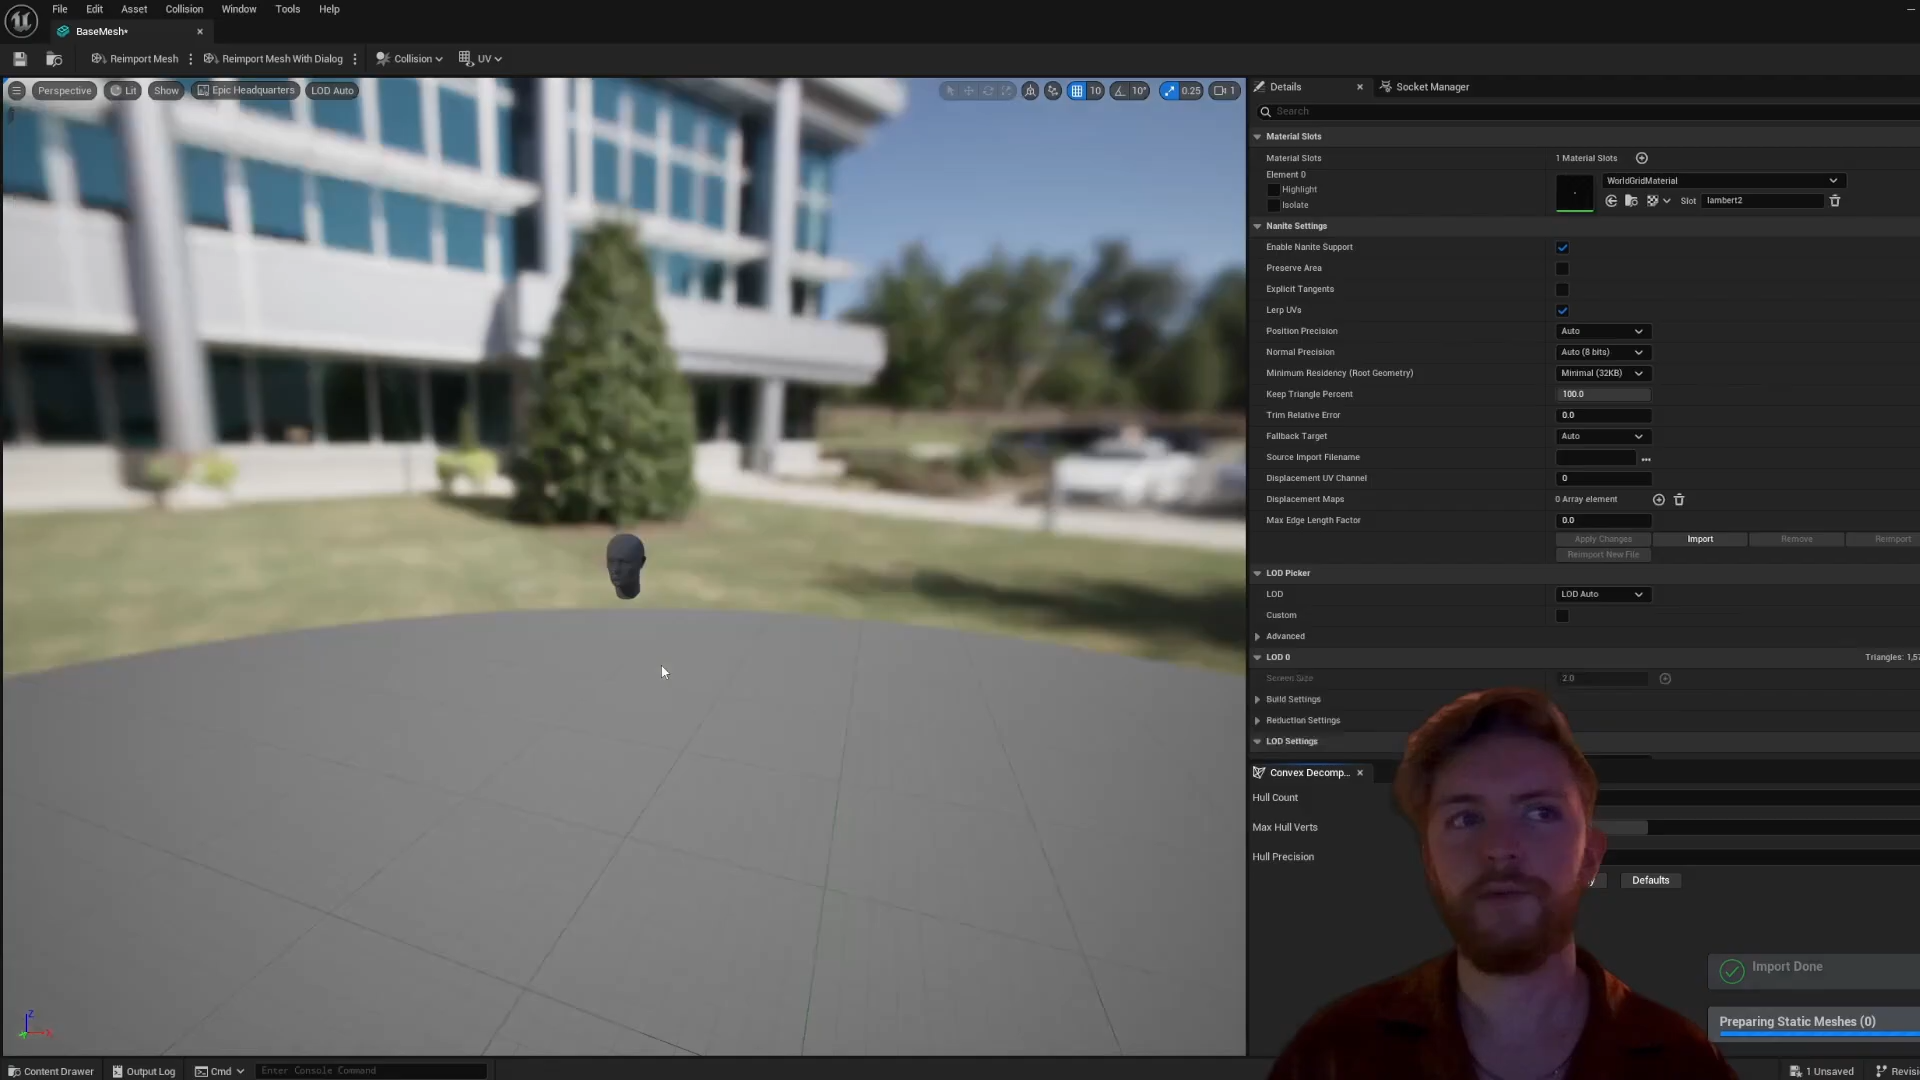 File Edit Asset Collision Window Tools Help
BaseMesh*
Reimport Mesh Reimport Mesh With Dialog Collision UV
Perspective Lit Show Epic Headquarters LOD Auto 10 10° 0.25 1
Details Socket Manager
Search
Material Slots
Material Slots 1 Material Slots
Element 0 WorldGridMaterial
Highlight
Isolate Slot lambert2
Nanite Settings
Enable Nanite Support
Preserve Area
Explicit Tangents
Lerp UVs
Position Precision Auto
Normal Precision Auto (8 bits)
Minimum Residency (Root Geometry) Minimal (32KB)
Keep Triangle Percent 100.0
Trim Relative Error 0.0
Fallback Target Auto
Source Import Filename ...
Displacement UV Channel 0
Displacement Maps 0 Array element
Max Edge Length Factor 0.0
Apply Changes Import Remove Reimport
Reimport New File
LOD Picker
LOD LOD Auto
Custom
Advanced
LOD 0 Triangles: 1,57
Screen Size 2.0
Build Settings
Reduction Settings
LOD Settings
Convex Decomp...
Hull Count
Max Hull Verts
Hull Precision
y Defaults
Import Done
Preparing Static Meshes (0)
Z
X
Content Drawer Output Log Cmd Enter Console Command 1 Unsaved Revisi